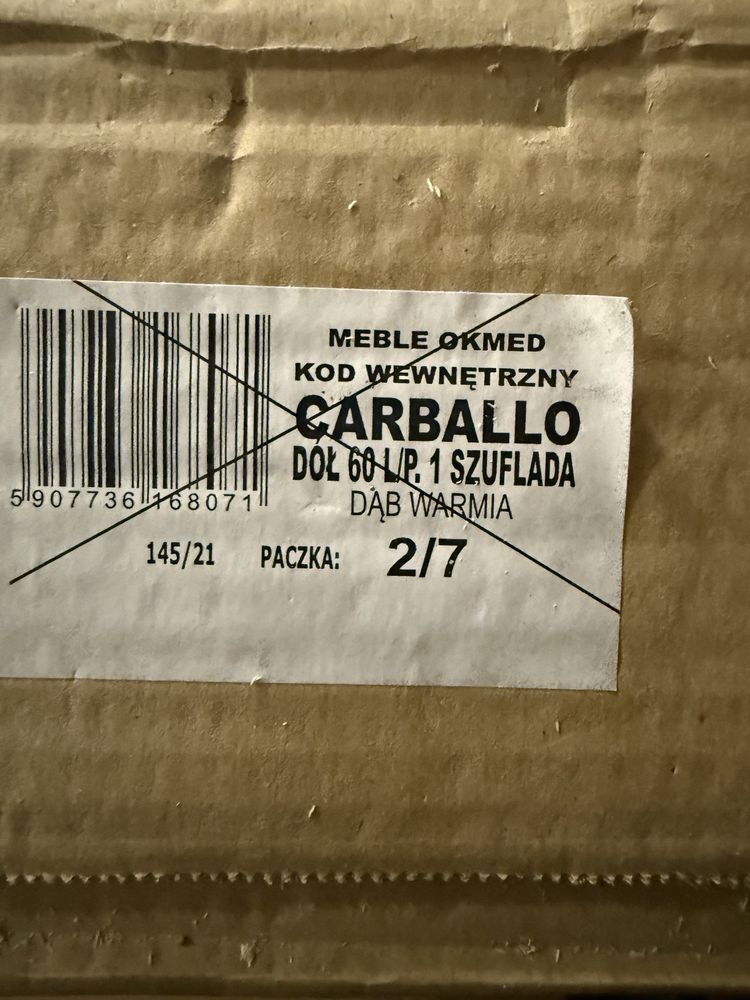 MEBLE OKMED
KOD WEWNĘTRZNY
CARBALLO
DÓŁ 60 L/P. 1 SZUFLADA
DĄB WARMIA
5 907736 168071
145/21 PACZKA: 2/7